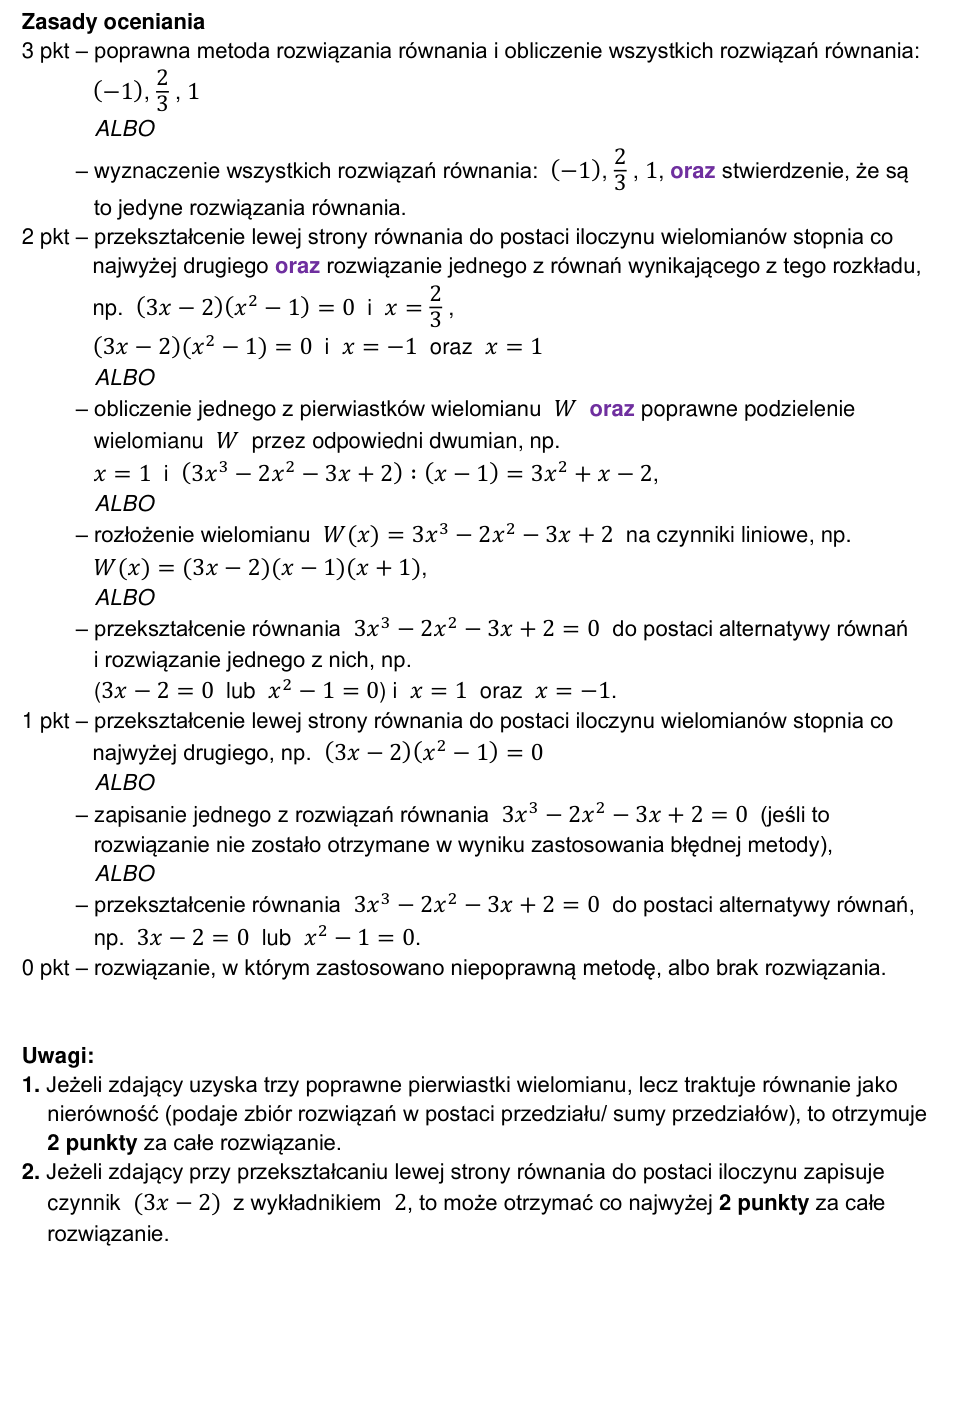 Zasady oceniania
3 pkt – poprawna metoda rozwiązania równania i obliczenie wszystkich rozwiązań równania:
(−1), 2/3 , 1
ALBO
– wyznaczenie wszystkich rozwiązań równania: (−1), 2/3 , 1, oraz stwierdzenie, że są
to jedyne rozwiązania równania.
2 pkt – przekształcenie lewej strony równania do postaci iloczynu wielomianów stopnia co
najwyżej drugiego oraz rozwiązanie jednego z równań wynikającego z tego rozkładu,
np. (3x − 2)(x² − 1) = 0 i x = 2/3 ,
(3x − 2)(x² − 1) = 0 i x = −1 oraz x = 1
ALBO
– obliczenie jednego z pierwiastków wielomianu W oraz poprawne podzielenie
wielomianu W przez odpowiedni dwumian, np.
x = 1 i (3x³ − 2x² − 3x + 2) : (x − 1) = 3x² + x − 2,
ALBO
– rozłożenie wielomianu W(x) = 3x³ − 2x² − 3x + 2 na czynniki liniowe, np.
W(x) = (3x − 2)(x − 1)(x + 1),
ALBO
– przekształcenie równania 3x³ − 2x² − 3x + 2 = 0 do postaci alternatywy równań
i rozwiązanie jednego z nich, np.
(3x − 2 = 0 lub x² − 1 = 0) i x = 1 oraz x = −1.
1 pkt – przekształcenie lewej strony równania do postaci iloczynu wielomianów stopnia co
najwyżej drugiego, np. (3x − 2)(x² − 1) = 0
ALBO
– zapisanie jednego z rozwiązań równania 3x³ − 2x² − 3x + 2 = 0 (jeśli to
rozwiązanie nie zostało otrzymane w wyniku zastosowania błędnej metody),
ALBO
– przekształcenie równania 3x³ − 2x² − 3x + 2 = 0 do postaci alternatywy równań,
np. 3x − 2 = 0 lub x² − 1 = 0.
0 pkt – rozwiązanie, w którym zastosowano niepoprawną metodę, albo brak rozwiązania.
Uwagi:
1. Jeżeli zdający uzyska trzy poprawne pierwiastki wielomianu, lecz traktuje równanie jako
nierówność (podaje zbiór rozwiązań w postaci przedziału/ sumy przedziałów), to otrzymuje
2 punkty za całe rozwiązanie.
2. Jeżeli zdający przy przekształcaniu lewej strony równania do postaci iloczynu zapisuje
czynnik (3x − 2) z wykładnikiem 2, to może otrzymać co najwyżej 2 punkty za całe
rozwiązanie.